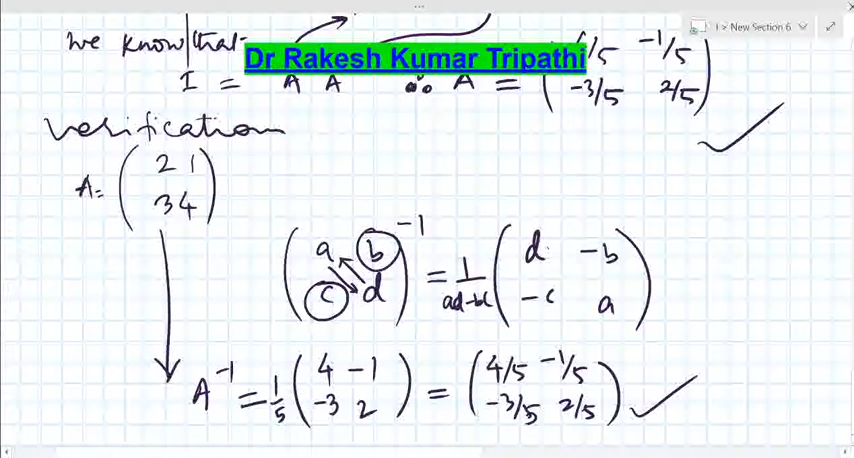 I > New Section 6
we know that
Dr Rakesh Kumar Tripathi
I = A A ∴ A = ( 4/5 -1/5
-3/5 2/5 )
verification
A = ( 2 1
3 4 )
( a b
c d )^-1 = 1/(ad-bc) ( d -b
-c a )
A^-1 = 1/5 ( 4 -1
-3 2 ) = ( 4/5 -1/5
-3/5 2/5 )